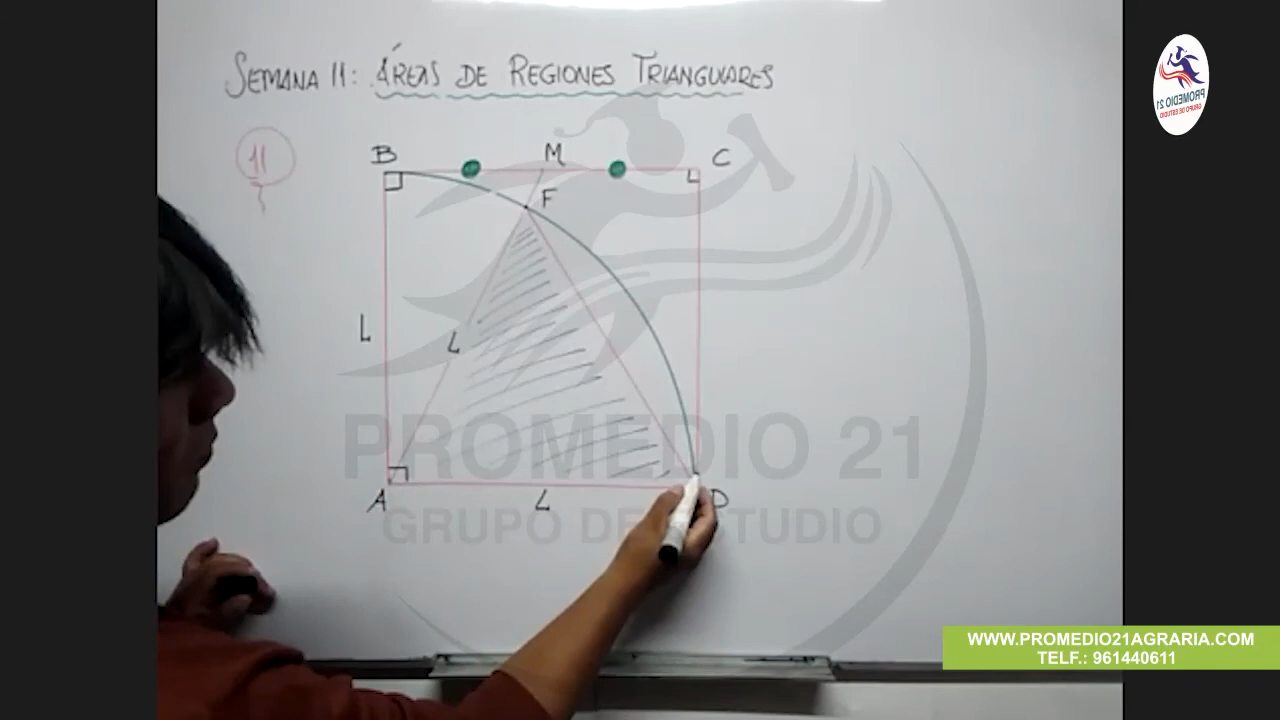 SEMANA 11: ÁREAS DE REGIONES TRIANGULARES
11
B M C
F
L L
A L D
PROMEDIO 21
GRUPO DE ESTUDIO
PROMEDIO 21
GRUPO DE ESTUDIO
WWW.PROMEDIO21AGRARIA.COM
TELF.: 961440611